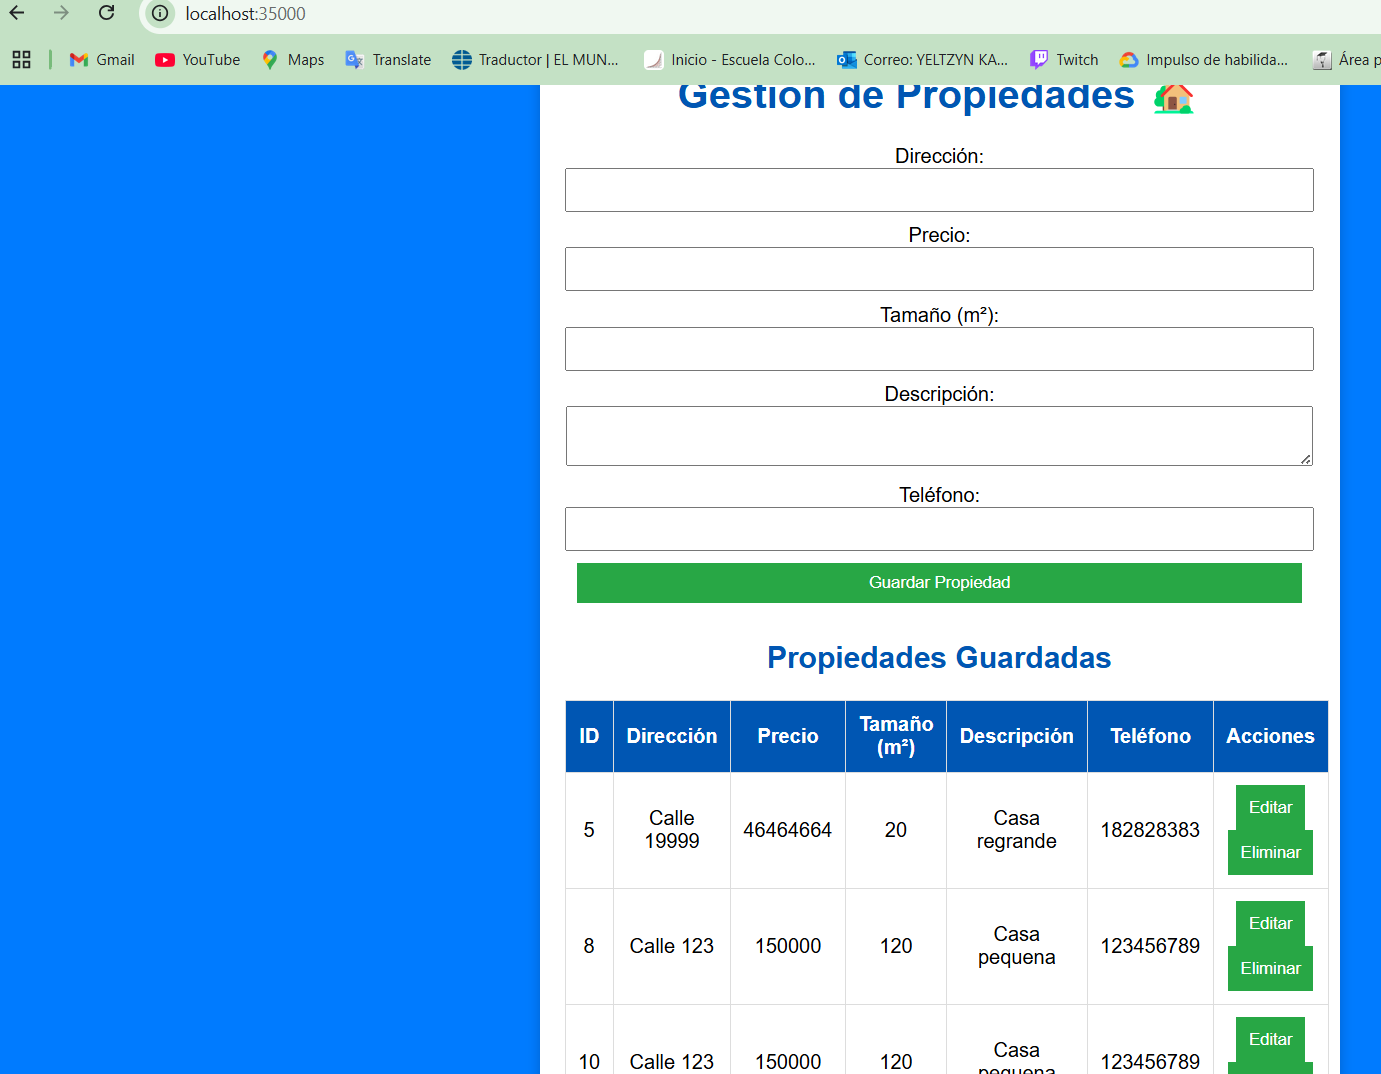 localhost:35000
Gmail YouTube Maps Translate Traductor | EL MUN... Inicio - Escuela Colo... Correo: YELTZYN KA... Twitch Impulso de habilida... Área p
Gestión de Propiedades
Dirección:
Precio:
Tamaño (m²):
Descripción:
Teléfono:
Guardar Propiedad
Propiedades Guardadas
ID Dirección Precio Tamaño (m²) Descripción Teléfono Acciones
5 Calle 19999 46464664 20 Casa regrande 182828383 Editar Eliminar
8 Calle 123 150000 120 Casa pequena 123456789 Editar Eliminar
10 Calle 123 150000 120 Casa pequena 123456789 Editar